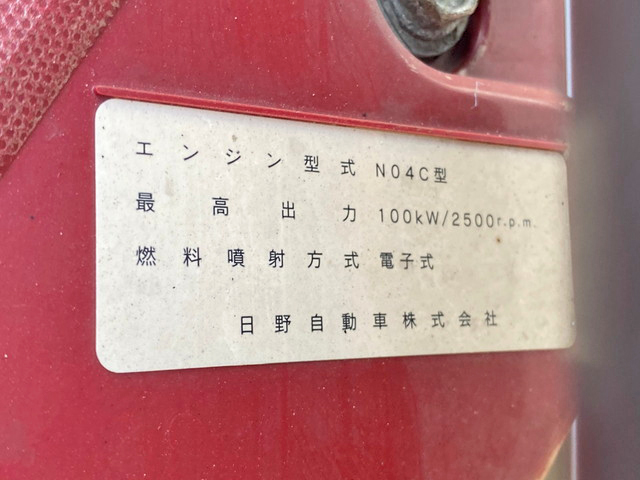 エンジン型式 N04C型
最高出力 100kW/2500r.p.m.
燃料噴射方式 電子式
日野自動車株式会社